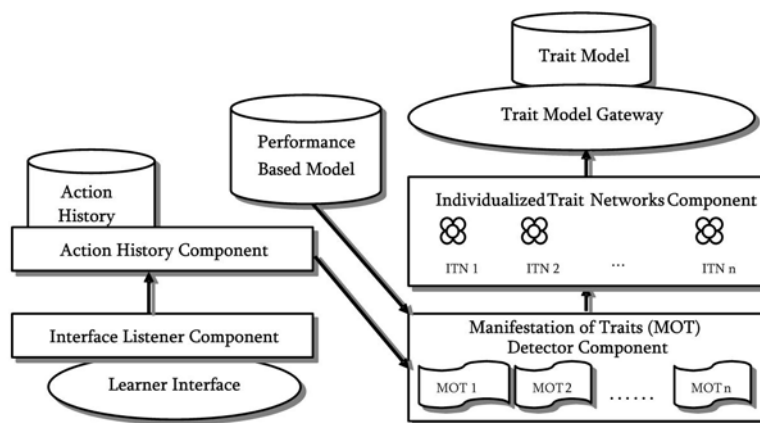 Trait Model
Trait Model Gateway
Performance
Based Model
Action
History
Action History Component
Interface Listener Component
Learner Interface
Individualized Trait Networks Component
ITN 1 ITN 2 ... ITN n
Manifestation of Traits (MOT)
Detector Component
MOT 1 MOT 2 ...... MOT n